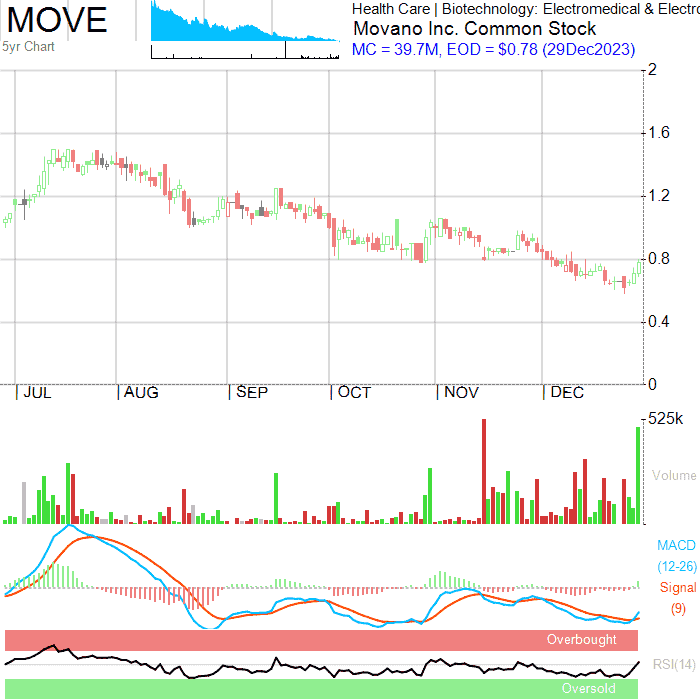 MOVE
5yr Chart
Health Care | Biotechnology: Electromedical & Electro
Movano Inc. Common Stock
MC = 39.7M, EOD = $0.78 (29Dec2023)
2
1.6
1.2
0.8
0.4
0
JUL AUG SEP OCT NOV DEC
525k
Volume
MACD
(12-26)
Signal
(9)
Overbought
RSI(14)
Oversold